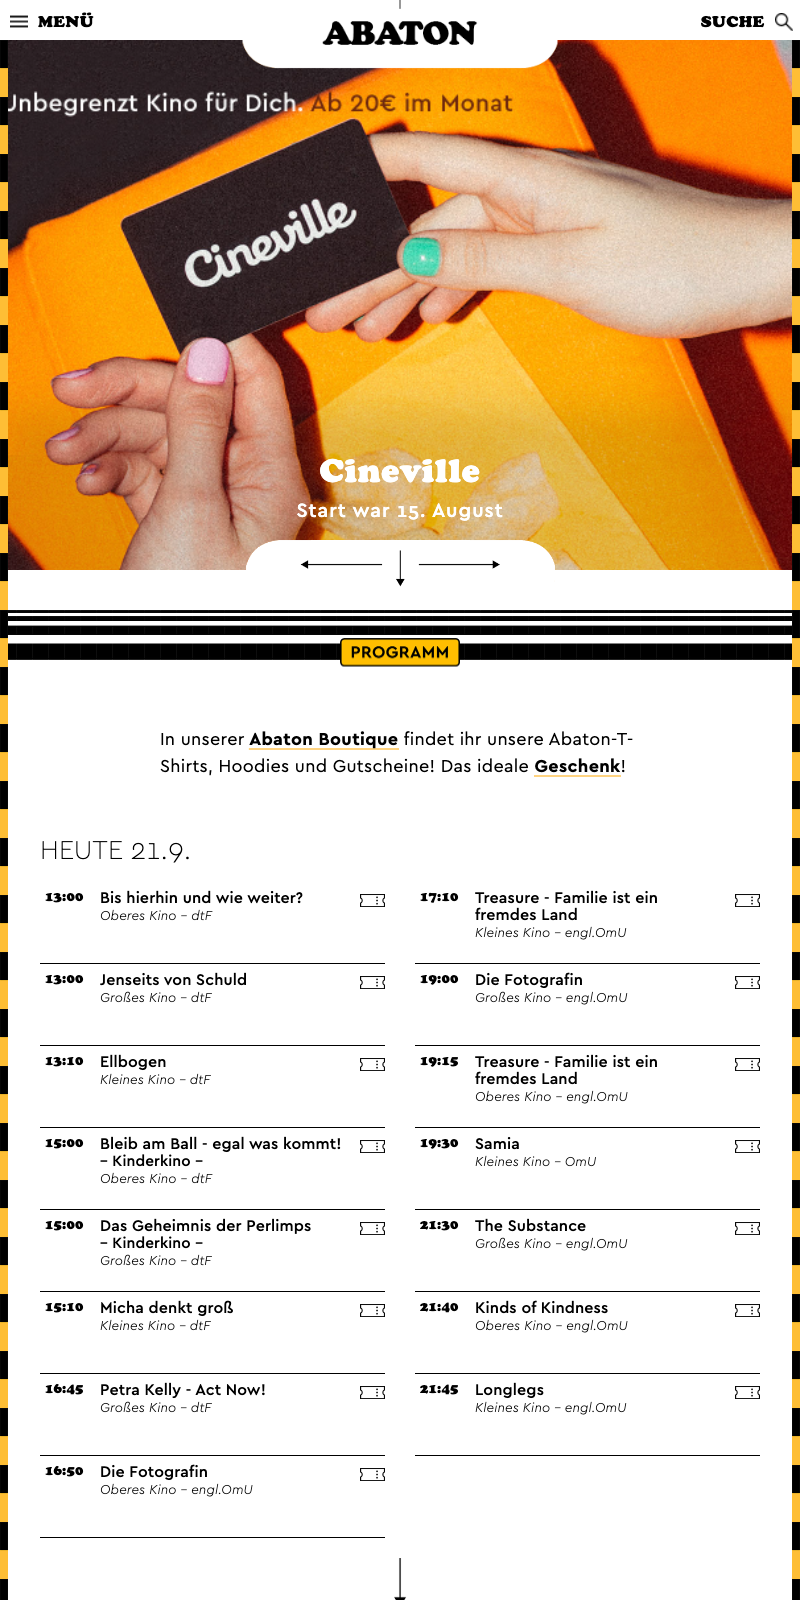 MENÜ
ABATON
SUCHE
Unbegrenzt Kino für Dich. Ab 20€ im Monat
Cineville
Cineville
Start war 15. August
PROGRAMM
In unserer Abaton Boutique findet ihr unsere Abaton-T-
Shirts, Hoodies und Gutscheine! Das ideale Geschenk!
HEUTE 21.9.
13:00 Bis hierhin und wie weiter?
Oberes Kino – dtF
13:00 Jenseits von Schuld
Großes Kino – dtF
13:10 Ellbogen
Kleines Kino – dtF
15:00 Bleib am Ball - egal was kommt!
– Kinderkino –
Oberes Kino – dtF
15:00 Das Geheimnis der Perlimps
– Kinderkino –
Großes Kino – dtF
15:10 Micha denkt groß
Kleines Kino – dtF
16:45 Petra Kelly - Act Now!
Großes Kino – dtF
16:50 Die Fotografin
Oberes Kino – engl.OmU
17:10 Treasure - Familie ist ein
fremdes Land
Kleines Kino – engl.OmU
19:00 Die Fotografin
Großes Kino – engl.OmU
19:15 Treasure - Familie ist ein
fremdes Land
Oberes Kino – engl.OmU
19:30 Samia
Kleines Kino – OmU
21:30 The Substance
Großes Kino – engl.OmU
21:40 Kinds of Kindness
Oberes Kino – engl.OmU
21:45 Longlegs
Kleines Kino – engl.OmU